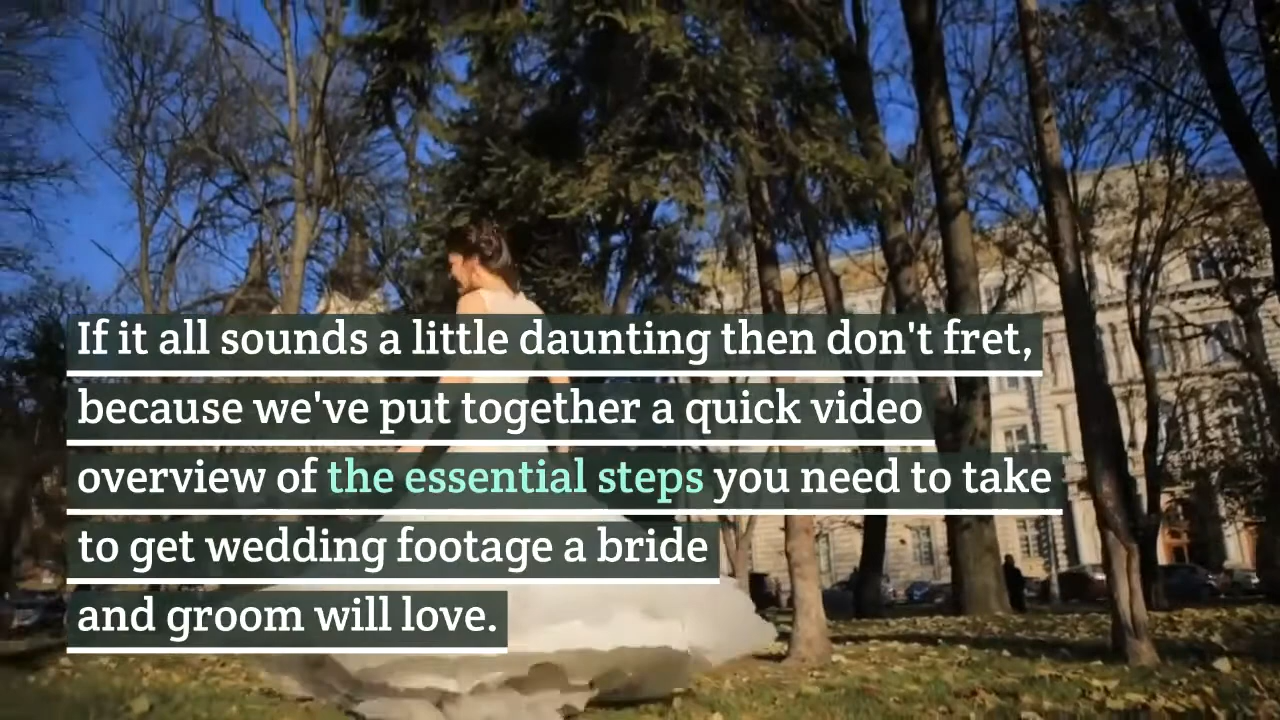 If it all sounds a little daunting then don't fret,
because we've put together a quick video
overview of the essential steps you need to take
to get wedding footage a bride
and groom will love.